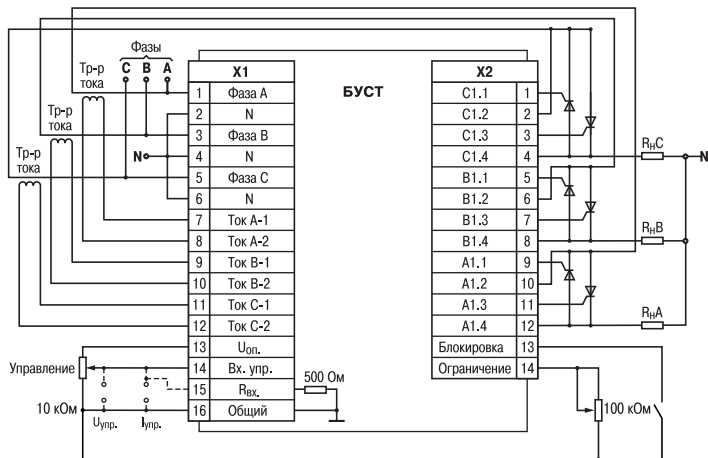 Фазы
C B A
Тр-р
тока
Тр-р
тока
Тр-р
тока
N
X1
1 Фаза A
2 N
3 Фаза B
4 N
5 Фаза C
6 N
7 Ток A-1
8 Ток A-2
9 Ток B-1
10 Ток B-2
11 Ток C-1
12 Ток C-2
13 Uоп.
14 Вх. упр.
15 Rвх.
16 Общий
БУСТ
X2
C1.1 1
C1.2 2
C1.3 3
C1.4 4
B1.1 5
B1.2 6
B1.3 7
B1.4 8
A1.1 9
A1.2 10
A1.3 11
A1.4 12
Блокировка 13
Ограничение 14
RнC
N
RнB
RнA
Управление
10 кОм
Uупр.
Iупр.
500 Ом
100 кОм